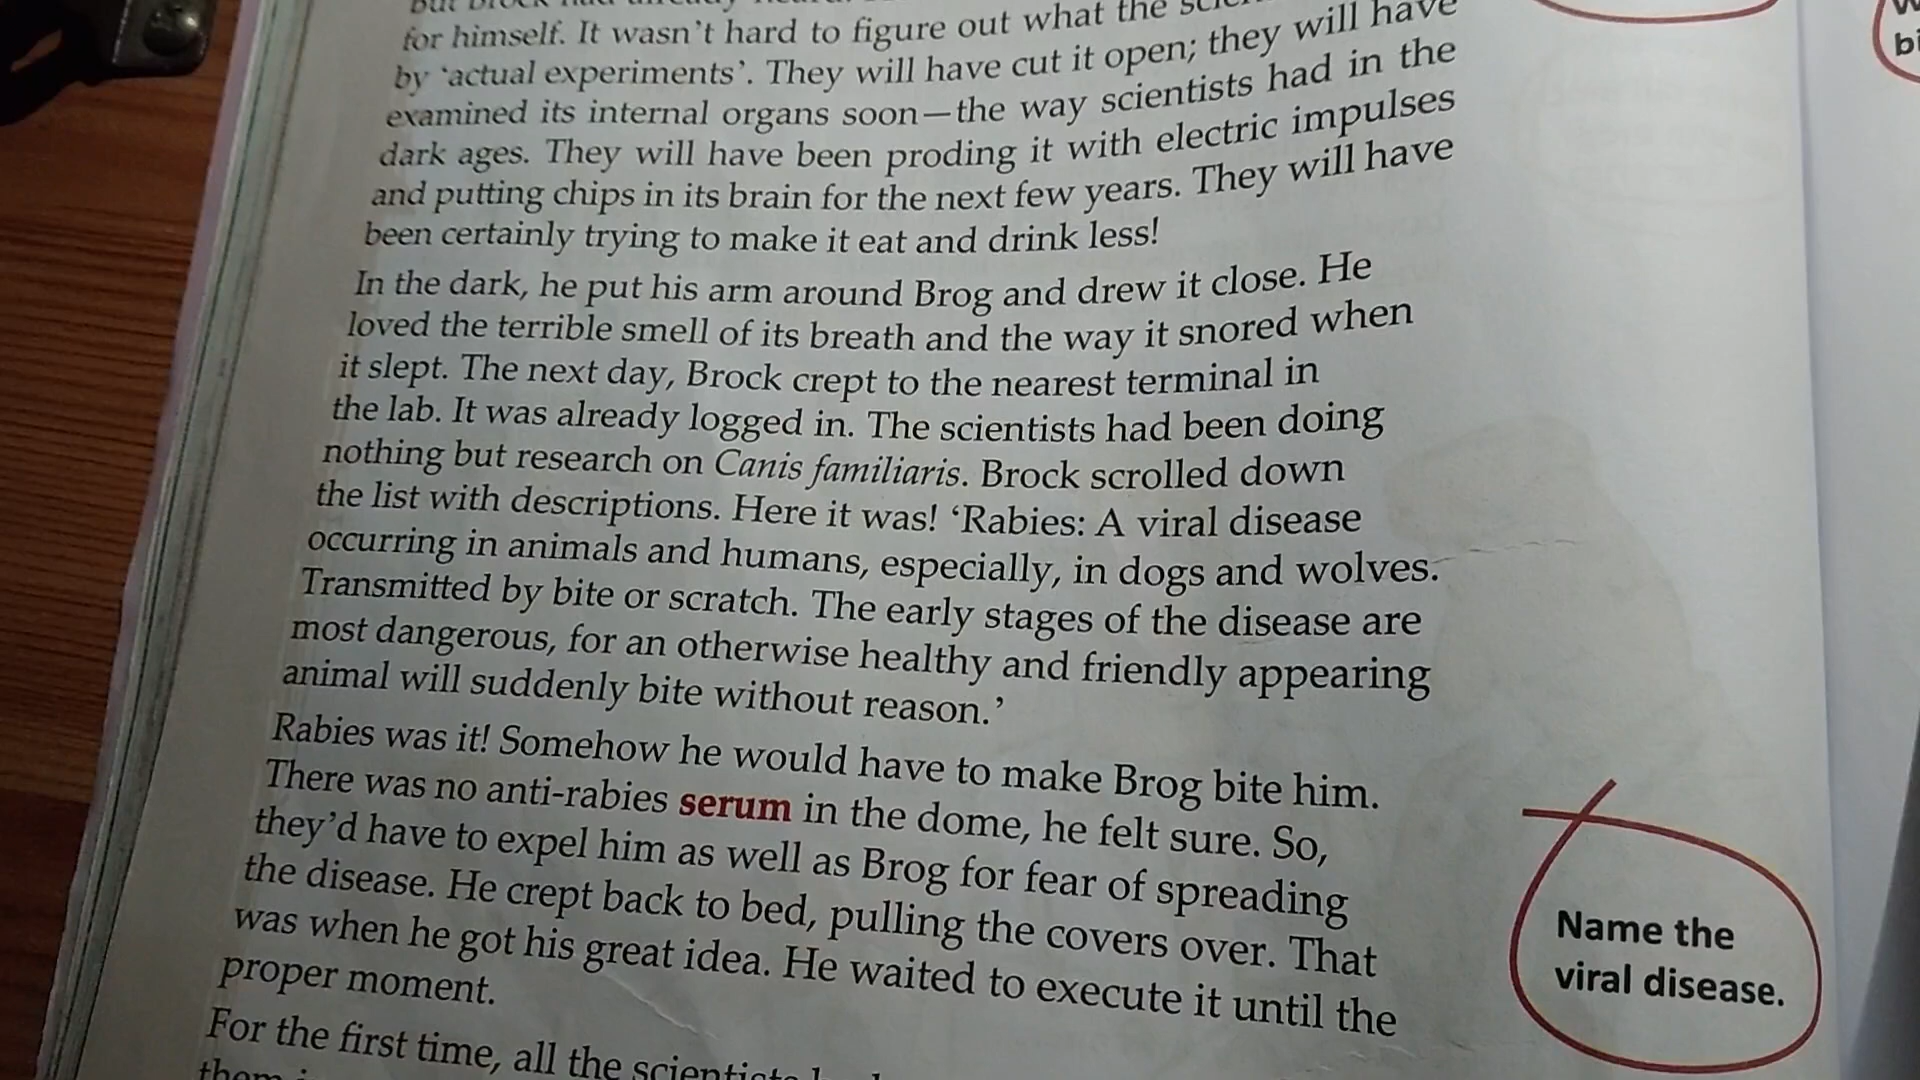 for himself. It wasn't hard to figure out what the
by 'actual experiments'. They will have cut it open; they will have
examined its internal organs soon—the way scientists had in the
dark ages. They will have been proding it with electric impulses
and putting chips in its brain for the next few years. They will have
been certainly trying to make it eat and drink less!
In the dark, he put his arm around Brog and drew it close. He
loved the terrible smell of its breath and the way it snored when
it slept. The next day, Brock crept to the nearest terminal in
the lab. It was already logged in. The scientists had been doing
nothing but research on Canis familiaris. Brock scrolled down
the list with descriptions. Here it was! 'Rabies: A viral disease
occurring in animals and humans, especially, in dogs and wolves.
Transmitted by bite or scratch. The early stages of the disease are
most dangerous, for an otherwise healthy and friendly appearing
animal will suddenly bite without reason.'
Rabies was it! Somehow he would have to make Brog bite him.
There was no anti-rabies serum in the dome, he felt sure. So,
they'd have to expel him as well as Brog for fear of spreading
the disease. He crept back to bed, pulling the covers over. That
was when he got his great idea. He waited to execute it until the
proper moment.
For the first time, all the scientists
Name the
viral disease.